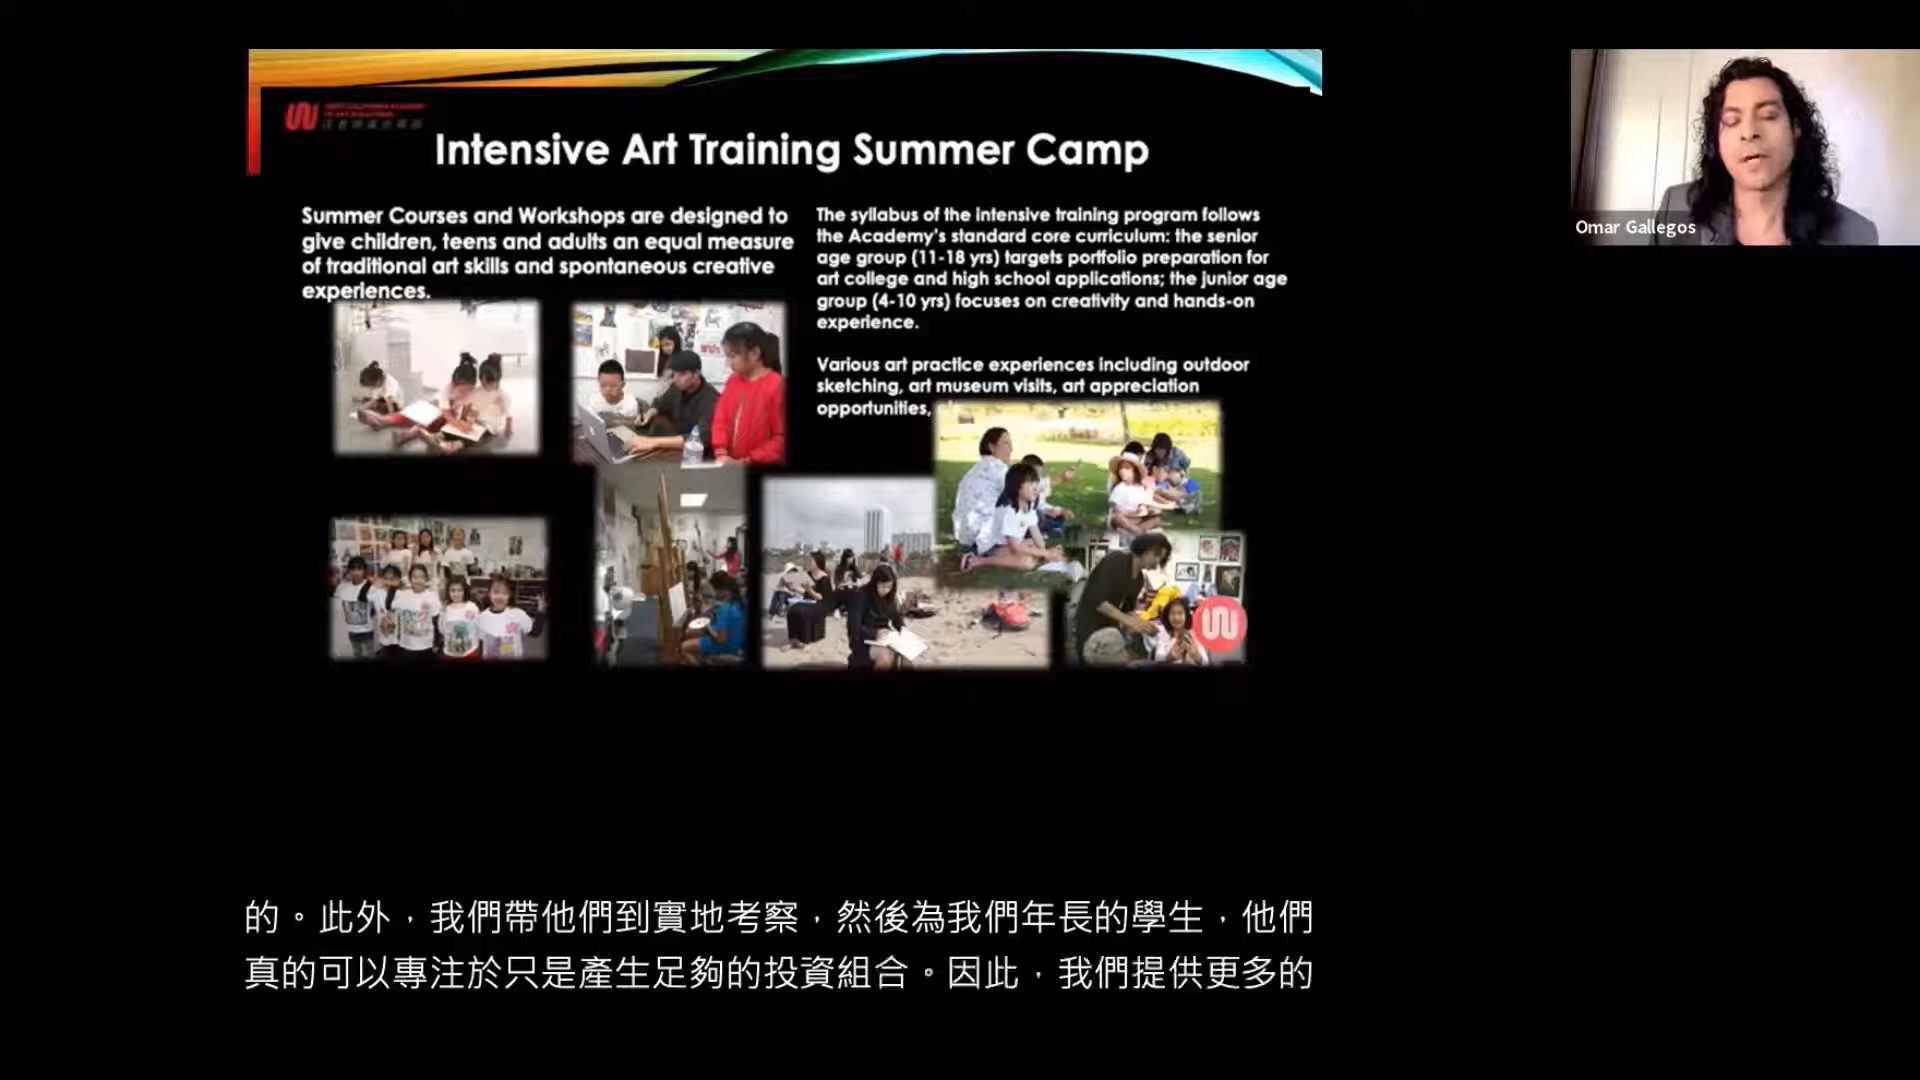 Intensive Art Training Summer Camp
Summer Courses and Workshops are designed to
give children, teens and adults an equal measure
of traditional art skills and spontaneous creative
experiences.
The syllabus of the intensive training program follows
the Academy's standard core curriculum: the senior
age group (11-18 yrs) targets portfolio preparation for
art college and high school applications; the junior age
group (4-10 yrs) focuses on creativity and hands-on
experience.
Various art practice experiences including outdoor
sketching, art museum visits, art appreciation
opportunities,
Omar Gallegos
的。此外，我們帶他們到實地考察，然後為我們年長的學生，他們
真的可以專注於只是產生足夠的投資組合。因此，我們提供更多的